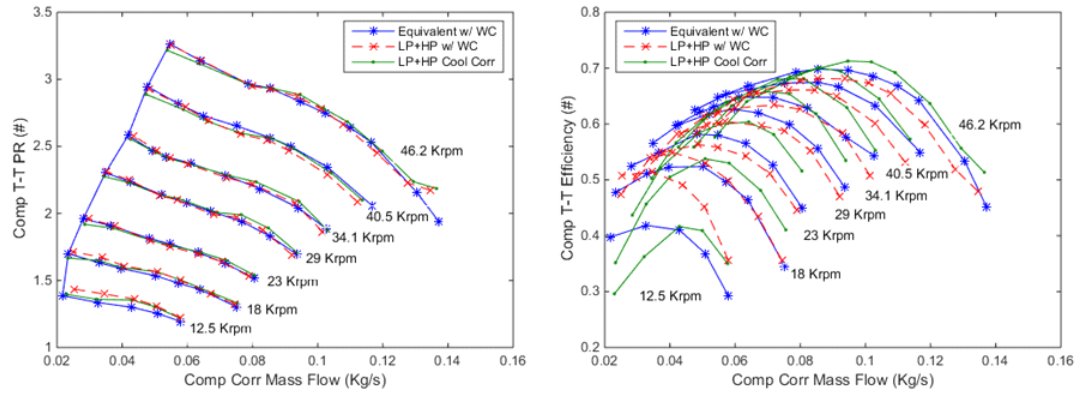 3.5
3
2.5
2
1.5
1
Comp T-T PR (#)
Equivalent w/ WC
LP+HP w/ WC
LP+HP Cool Corr
46.2 Krpm
40.5 Krpm
34.1 Krpm
29 Krpm
23 Krpm
18 Krpm
12.5 Krpm
0.02 0.04 0.06 0.08 0.1 0.12 0.14 0.16
Comp Corr Mass Flow (Kg/s)
0.8
0.7
0.6
0.5
0.4
0.3
0.2
Comp T-T Efficiency (#)
Equivalent w/ WC
LP+HP w/ WC
LP+HP Cool Corr
46.2 Krpm
40.5 Krpm
34.1 Krpm
29 Krpm
23 Krpm
18 Krpm
12.5 Krpm
0.02 0.04 0.06 0.08 0.1 0.12 0.14 0.16
Comp Corr Mass Flow (Kg/s)